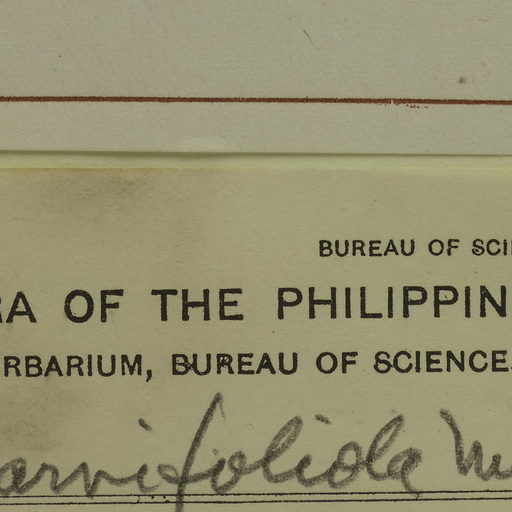 BUREAU OF SCI
RA OF THE PHILIPPIN
RBARIUM, BUREAU OF SCIENCE
arvifoliola M